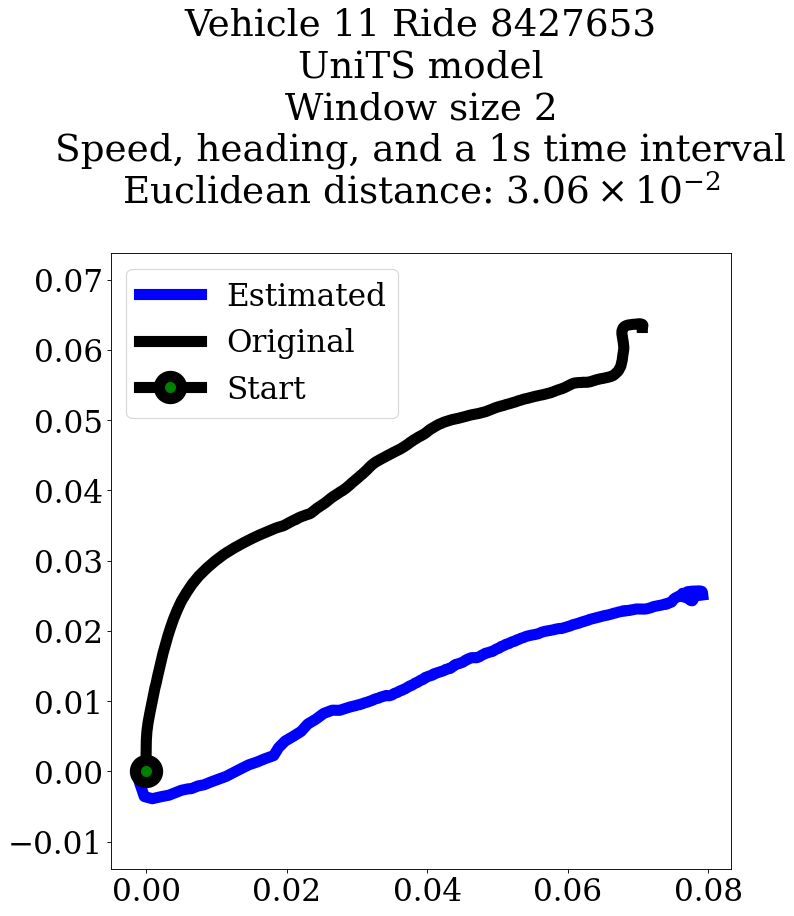 Vehicle 11 Ride 8427653
UniTS model
Window size 2
Speed, heading, and a 1s time interval
Euclidean distance: 3.06 × 10⁻²
Estimated
Original
Start
0.07
0.06
0.05
0.04
0.03
0.02
0.01
0.00
−0.01
0.00 0.02 0.04 0.06 0.08